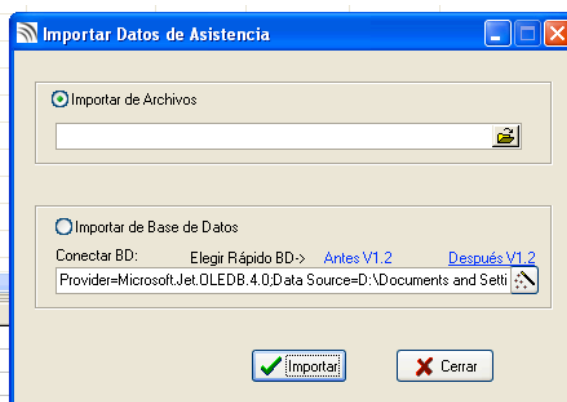 Importar Datos de Asistencia
Importar de Archivos
Importar de Base de Datos
Conectar BD: Elegir Rápido BD-> Antes V1.2 Después V1.2
Provider=Microsoft.Jet.OLEDB.4.0;Data Source=D:\Documents and Setti
Importar Cerrar